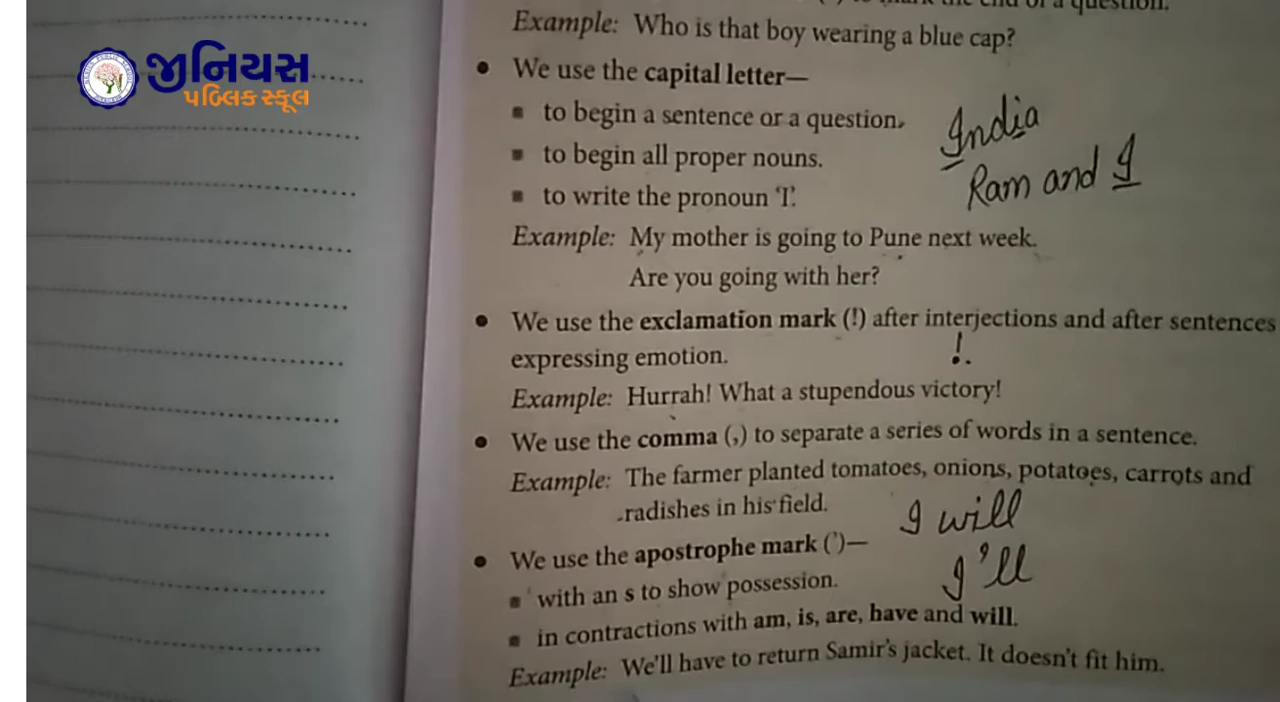 જીનિયસ
પબ્લિક સ્કૂલ
to mark the end of a question.
Example: Who is that boy wearing a blue cap?
• We use the capital letter—
▪ to begin a sentence or a question.
▪ to begin all proper nouns.
▪ to write the pronoun ‘I’.
India
Ram and I
Example: My mother is going to Pune next week.
Are you going with her?
• We use the exclamation mark (!) after interjections and after sentences
expressing emotion.
!.
Example: Hurrah! What a stupendous victory!
• We use the comma (,) to separate a series of words in a sentence.
Example: The farmer planted tomatoes, onions, potatoes, carrots and
radishes in his field.
I will
• We use the apostrophe mark (’)—
I’ll
▪ with an s to show possession.
▪ in contractions with am, is, are, have and will.
Example: We’ll have to return Samir’s jacket. It doesn’t fit him.